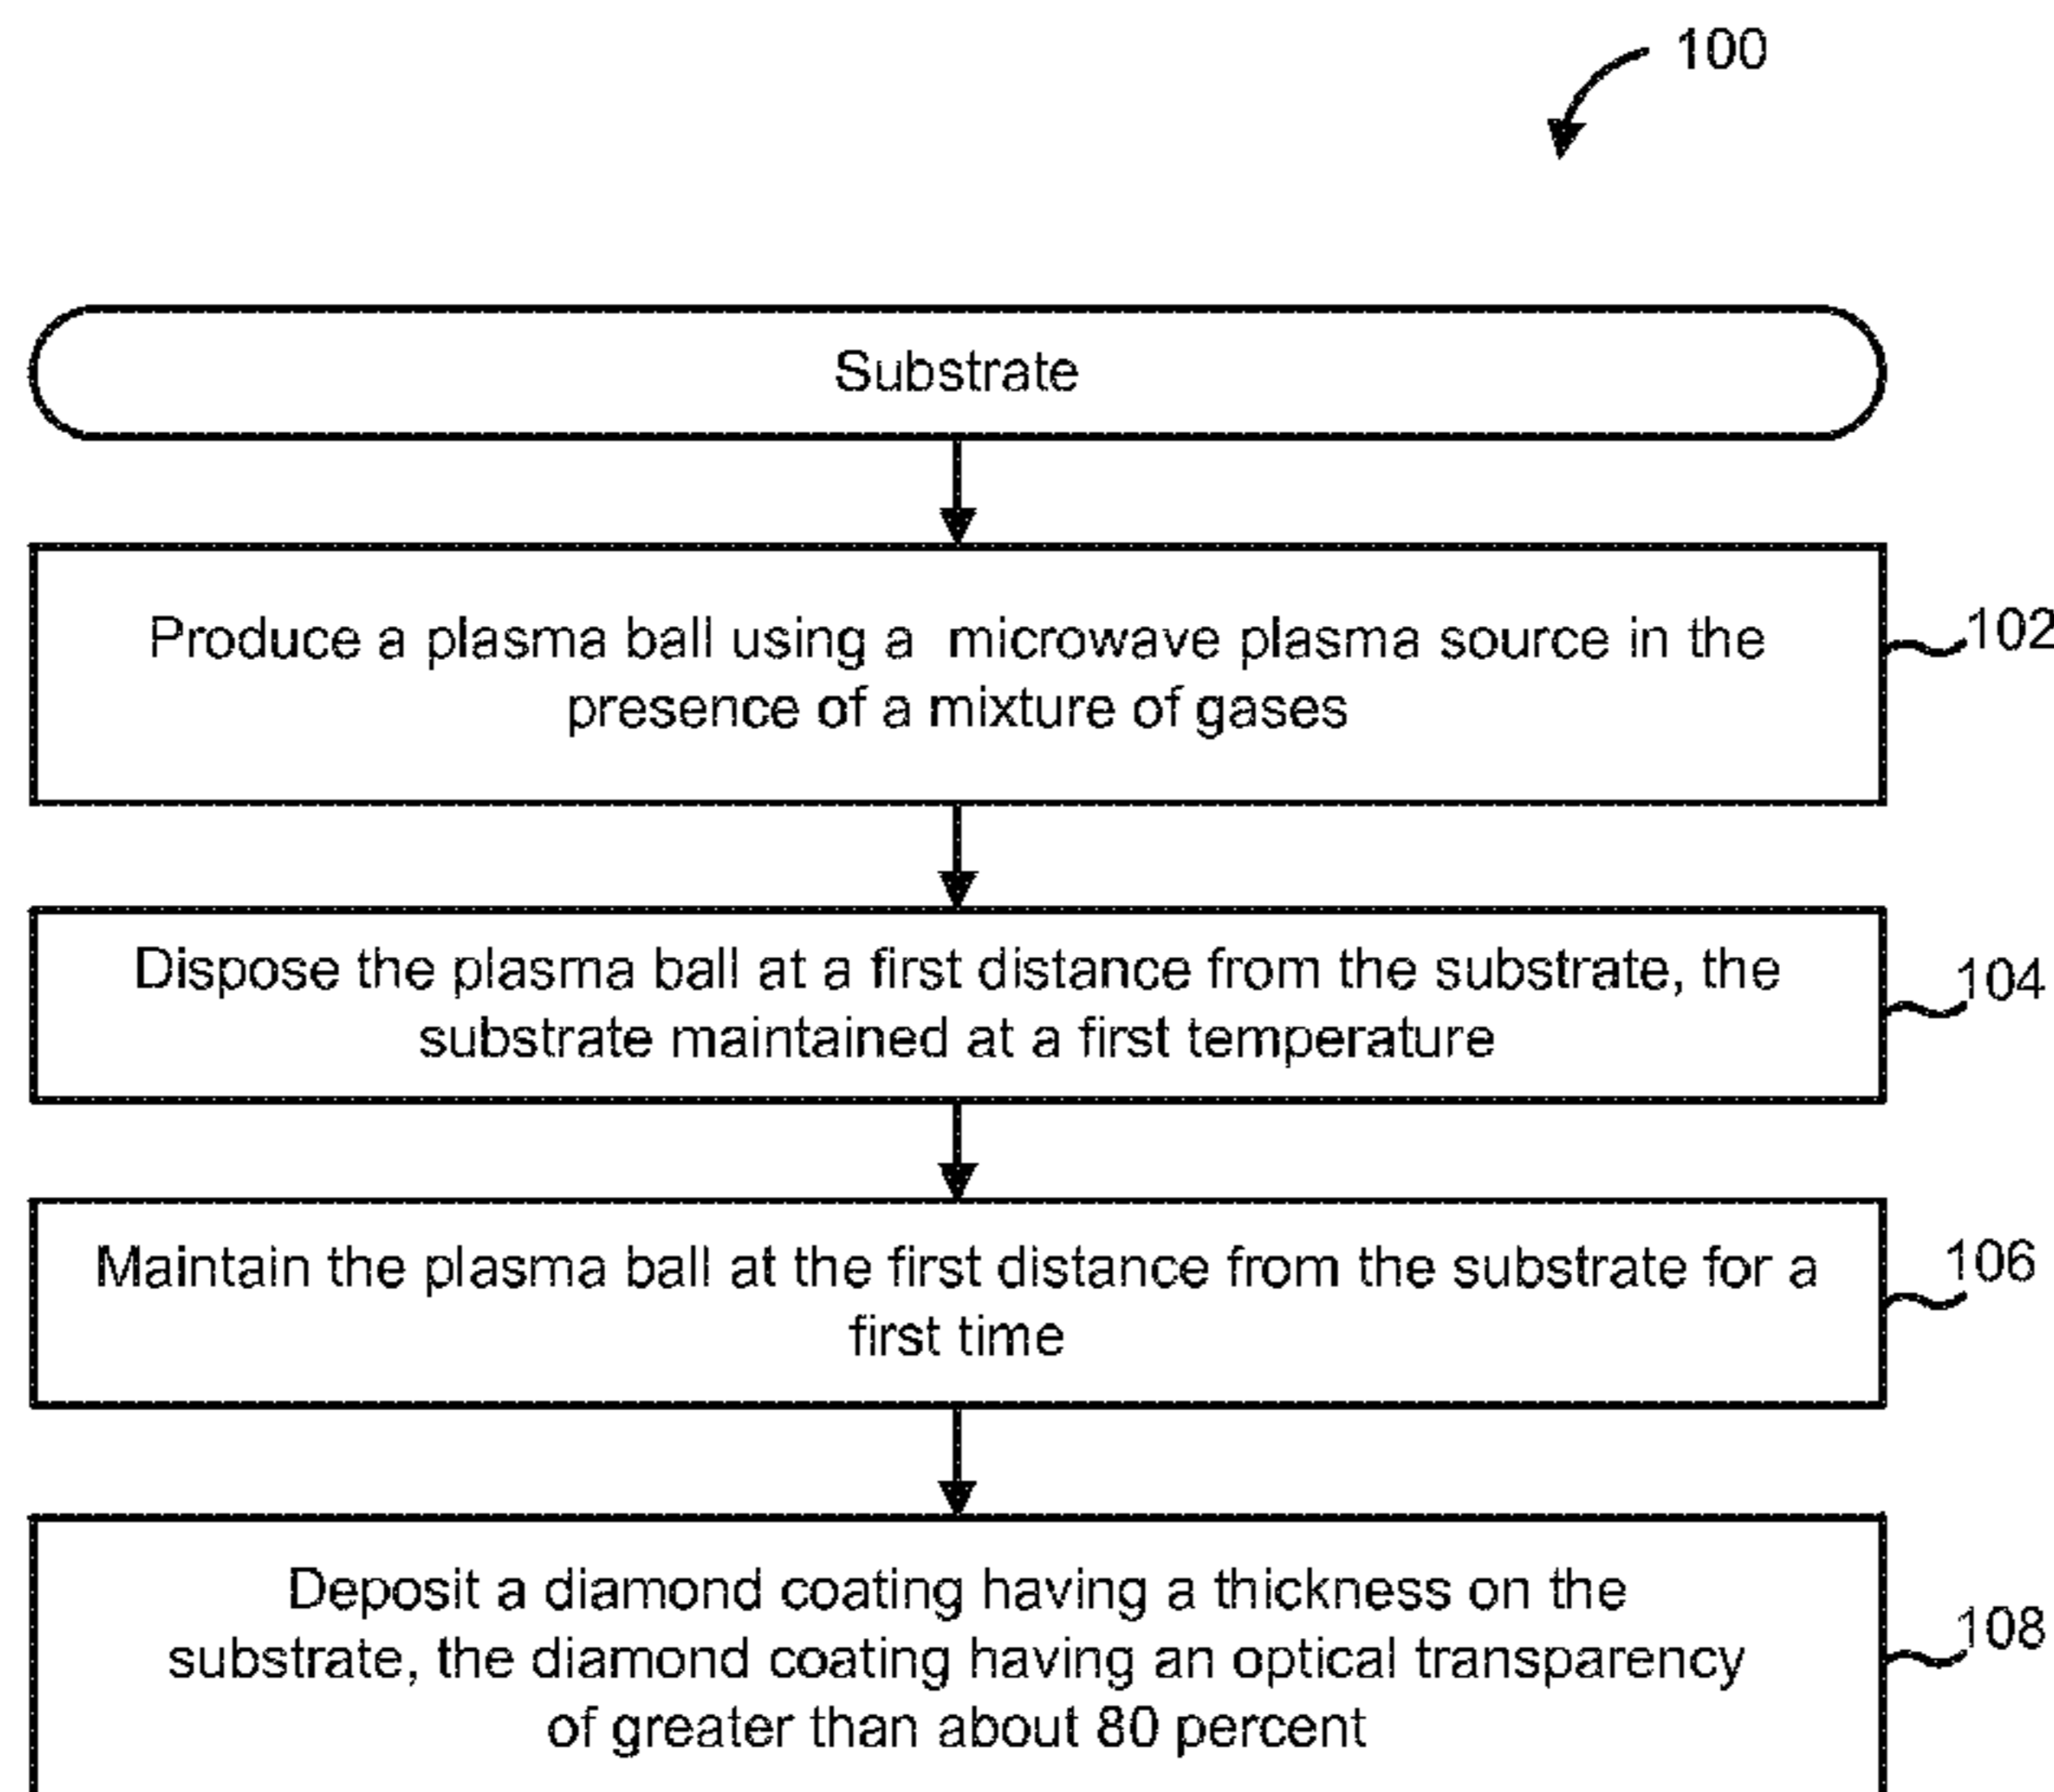 100
Substrate
Produce a plasma ball using a microwave plasma source in the
presence of a mixture of gases
102
Dispose the plasma ball at a first distance from the substrate, the
substrate maintained at a first temperature
104
Maintain the plasma ball at the first distance from the substrate for a
first time
106
Deposit a diamond coating having a thickness on the
substrate, the diamond coating having an optical transparency
of greater than about 80 percent
108